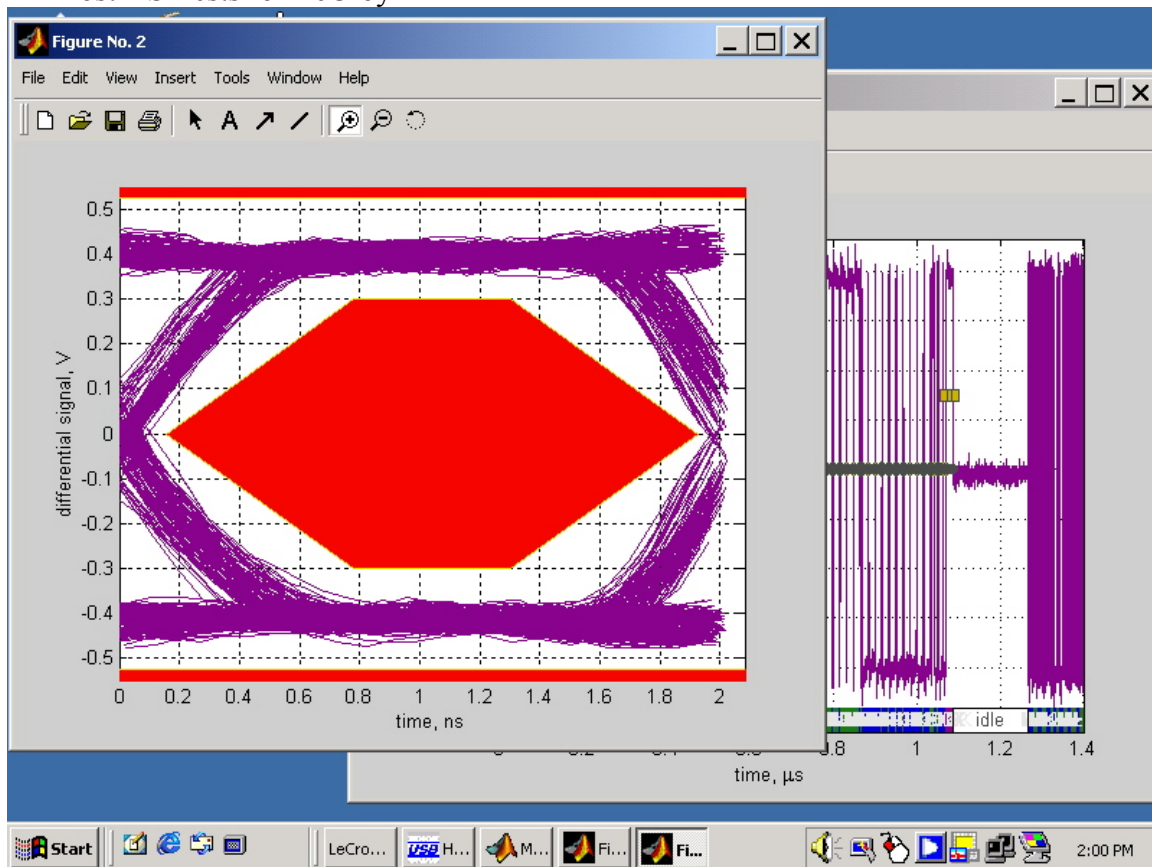 Figure No. 2
File Edit View Insert Tools Window Help
A
0.5
0.4
0.3
0.2
0.1
0
-0.1
-0.2
-0.3
-0.4
-0.5
differential signal, V
0 0.2 0.4 0.6 0.8 1 1.2 1.4 1.6 1.8 2
time, ns
idle
1 1.2 1.4
time, µs
Start
LeCro...
USB H...
M...
Fi...
Fi...
2:00 PM